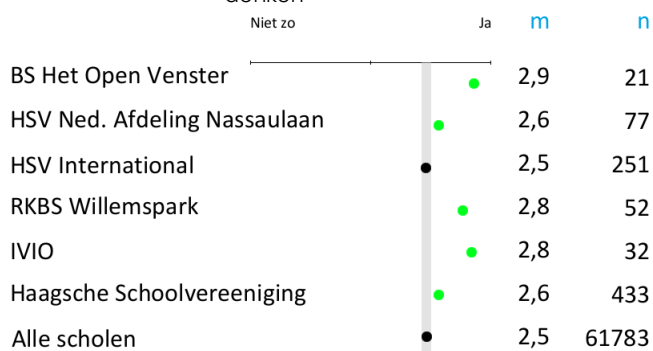 Niet zo Ja m n
BS Het Open Venster 2,9 21
HSV Ned. Afdeling Nassaulaan 2,6 77
HSV International 2,5 251
RKBS Willemspark 2,8 52
IVIO 2,8 32
Haagsche Schoolvereeniging 2,6 433
Alle scholen 2,5 61783